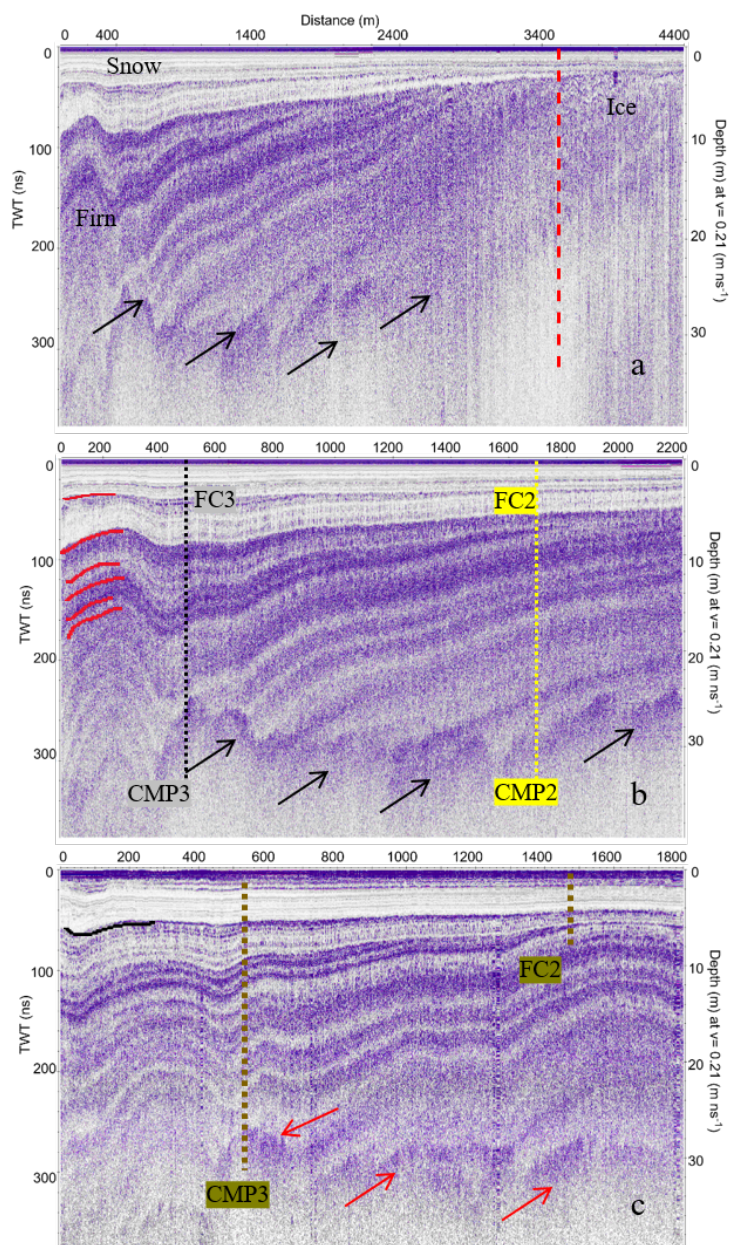 Distance (m)
0 400 1400 2400 3400 4400
0 Snow 0
Ice
100 10
Firn
200 20
300 30
TWT (ns)
Depth (m) at v= 0.21 (m ns⁻¹)
a
0 200 400 600 800 1000 1200 1400 1600 1800 2000 2200
0 0
FC3 FC2
100 10
200 20
300 30
CMP3 CMP2
TWT (ns)
Depth (m) at v= 0.21 (m ns⁻¹)
b
0 200 400 600 800 1000 1200 1400 1600 1800
0 0
100 10
FC2
200 20
300 30
CMP3
TWT (ns)
Depth (m) at v= 0.21 (m ns⁻¹)
c